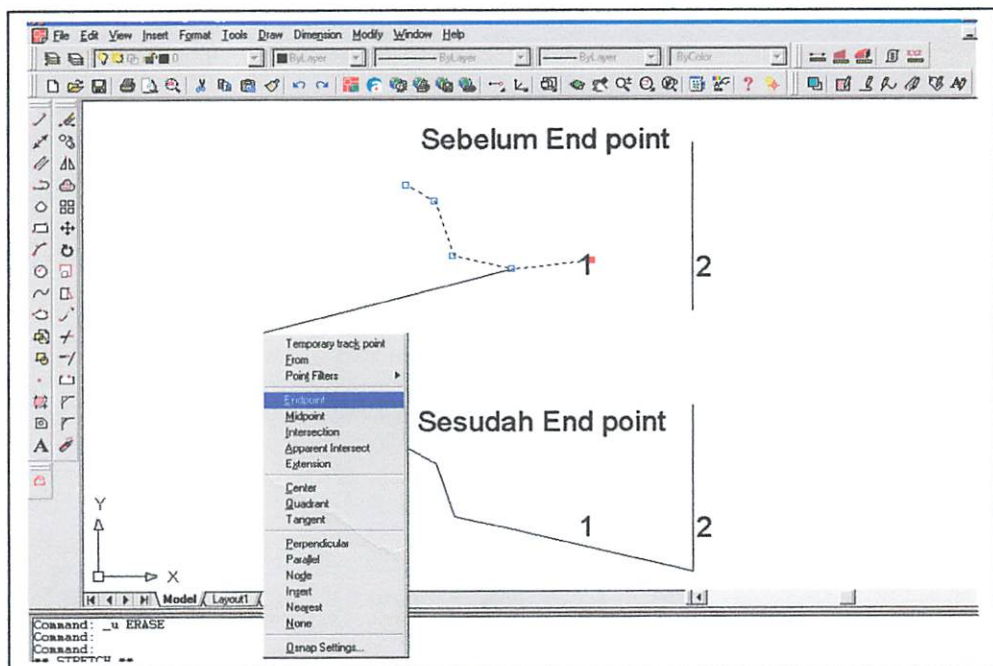 File Edit View Insert Format Tools Draw Dimension Modify Window Help
0 ByLayer ByLayer ByLayer ByColor
Sebelum End point
1 2
Temporary track point
From
Point Filters
Endpoint
Midpoint
Intersection
Apparent Intersect
Extension
Center
Quadrant
Tangent
Perpendicular
Parallel
Node
Insert
Nearest
None
Osnap Settings...
Sesudah End point
1 2
Y
X
A
Model Layout1
Command: _u ERASE
Command:
Command:
** STRETCH **